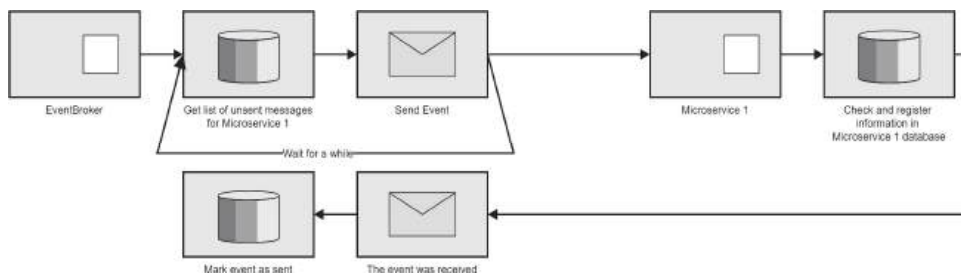 EventBroker
Get list of unsent messages
for Microservice 1
Send Event
Microservice 1
Check and register
information in
Microservice 1 database
Wait for a while
Mark event as sent
The event was received